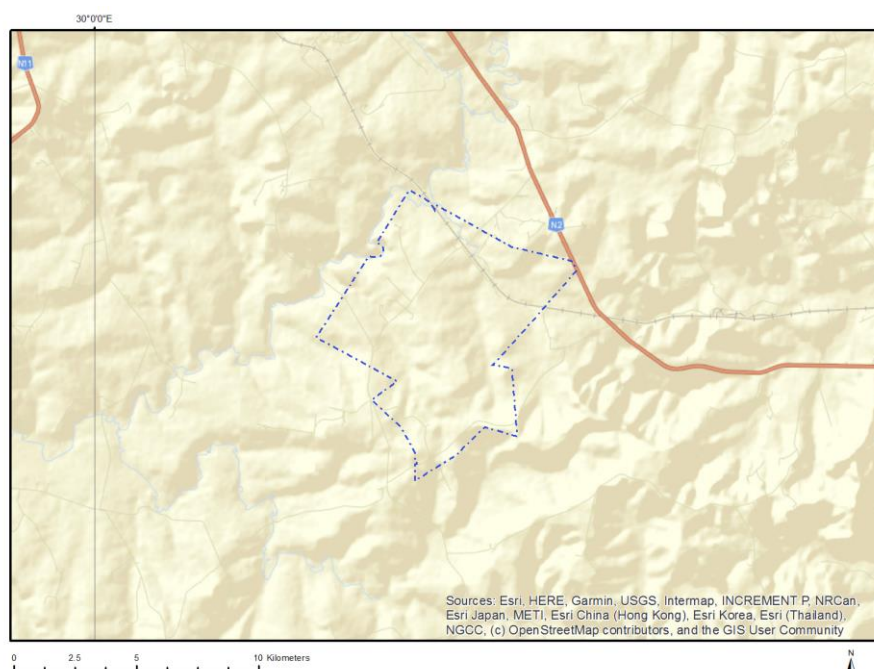 30°0'0"E
N11
N2
Sources: Esri, HERE, Garmin, USGS, Intermap, INCREMENT P, NRCan,
Esri Japan, METI, Esri China (Hong Kong), Esri Korea, Esri (Thailand),
NGCC, (c) OpenStreetMap contributors, and the GIS User Community
0 2.5 5 10 Kilometers
N